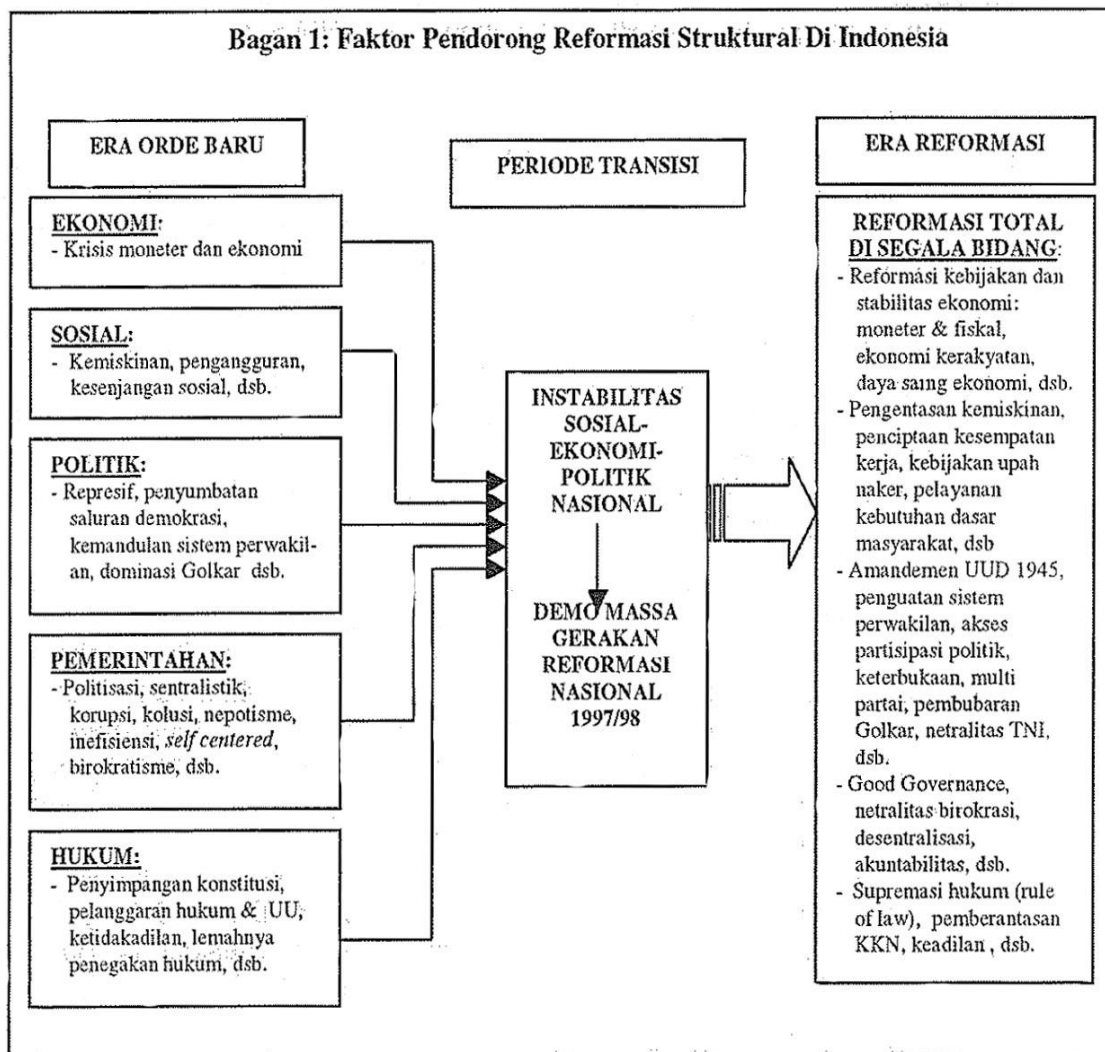 Bagan 1: Faktor Pendorong Reformasi Struktural Di Indonesia
ERA ORDE BARU
EKONOMI:
- Krisis moneter dan ekonomi
SOSIAL:
- Kemiskinan, pengangguran,
kesenjangan sosial, dsb.
POLITIK:
- Represif, penyumbatan
saluran demokrasi,
kemandulan sistem perwakil-
an, dominasi Golkar dsb.
PEMERINTAHAN:
- Politisasi, sentralistik,
korupsi, kolusi, nepotisme,
inefisiensi, self centered,
birokratisme, dsb.
HUKUM:
- Penyimpangan konstitusi,
pelanggaran hukum & UU,
ketidakadilan, lemahnya
penegakan hukum, dsb.
PERIODE TRANSISI
INSTABILITAS
SOSIAL-
EKONOMI-
POLITIK
NASIONAL
DEMO MASSA
GERAKAN
REFORMASI
NASIONAL
1997/98
ERA REFORMASI
REFORMASI TOTAL
DI SEGALA BIDANG:
- Reformasi kebijakan dan
stabilitas ekonomi:
moneter & fiskal,
ekonomi kerakyatan,
daya saing ekonomi, dsb.
- Pengentasan kemiskinan,
penciptaan kesempatan
kerja, kebijakan upah
naker, pelayanan
kebutuhan dasar
masyarakat, dsb
- Amandemen UUD 1945,
penguatan sistem
perwakilan, akses
partisipasi politik,
keterbukaan, multi
partai, pembubaran
Golkar, netralitas TNI,
dsb.
- Good Governance,
netralitas birokrasi,
desentralisasi,
akuntabilitas, dsb.
- Supremasi hukum (rule
of law), pemberantasan
KKN, keadilan , dsb.